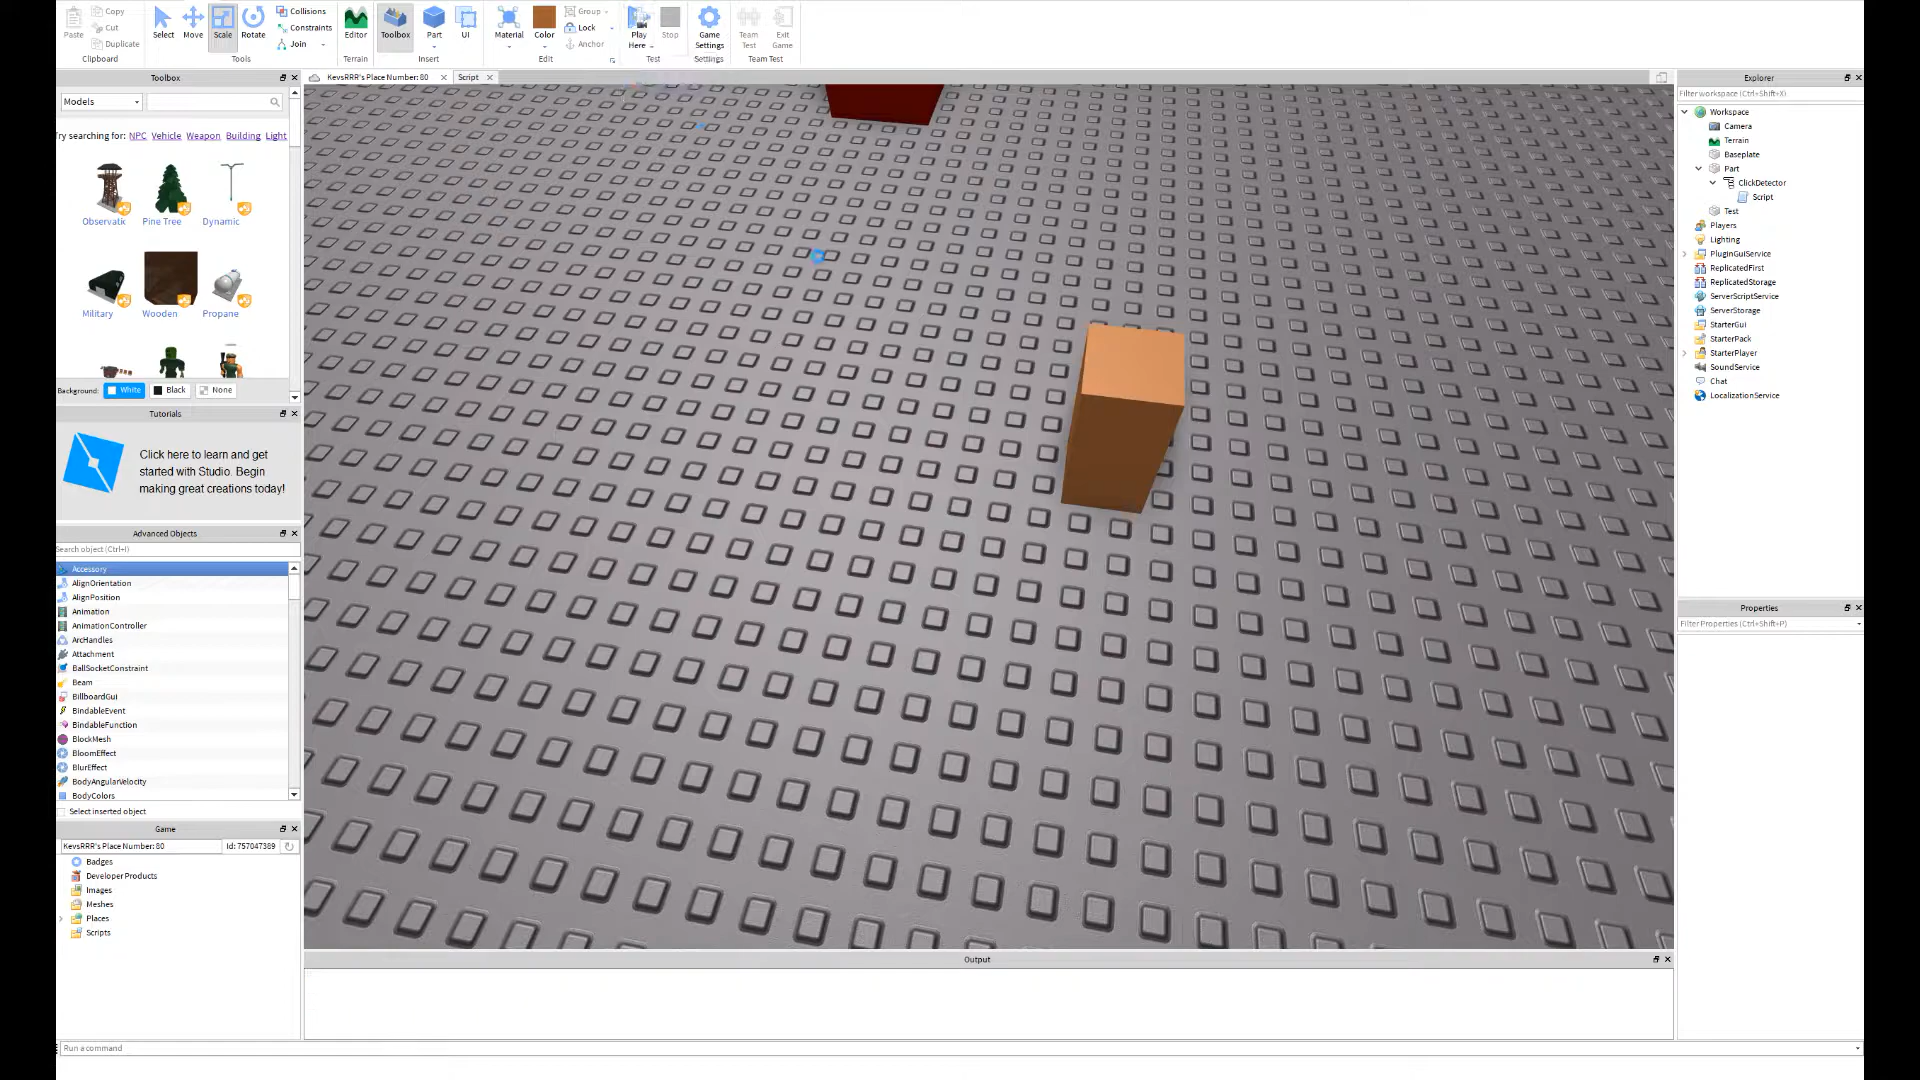 Paste
Copy
Cut
Duplicate
Clipboard
Select
Move
Scale
Rotate
Collisions
Constraints
Join
Tools
Editor
Terrain
Toolbox
Part
UI
Insert
Material
Color
Group
Lock
Anchor
Edit
Play
Here
Stop
Test
Game
Settings
Settings
Team
Test
Exit
Game
Team Test
Toolbox
KevsRRR's Place Number: 80
Script
Explorer
Models
Filter workspace (Ctrl+Shift+X)
Try searching for: NPC Vehicle Weapon Building Light
Observatic
Pine Tree
Dynamic
Military
Wooden
Propane
Background: White Black None
Tutorials
Click here to learn and get
started with Studio. Begin
making great creations today!
Advanced Objects
Search object (Ctrl+I)
Accessory
AlignOrientation
AlignPosition
Animation
AnimationController
ArcHandles
Attachment
BallSocketConstraint
Beam
BillboardGui
BindableEvent
BindableFunction
BlockMesh
BloomEffect
BlurEffect
BodyAngularVelocity
BodyColors
Select inserted object
Game
KevsRRR's Place Number: 80
Id: 757047389
Badges
Developer Products
Images
Meshes
Places
Scripts
Workspace
Camera
Terrain
Baseplate
Part
ClickDetector
Script
Test
Players
Lighting
PluginGuiService
ReplicatedFirst
ReplicatedStorage
ServerScriptService
ServerStorage
StarterGui
StarterPack
StarterPlayer
SoundService
Chat
LocalizationService
Properties
Filter Properties (Ctrl+Shift+P)
Output
Run a command